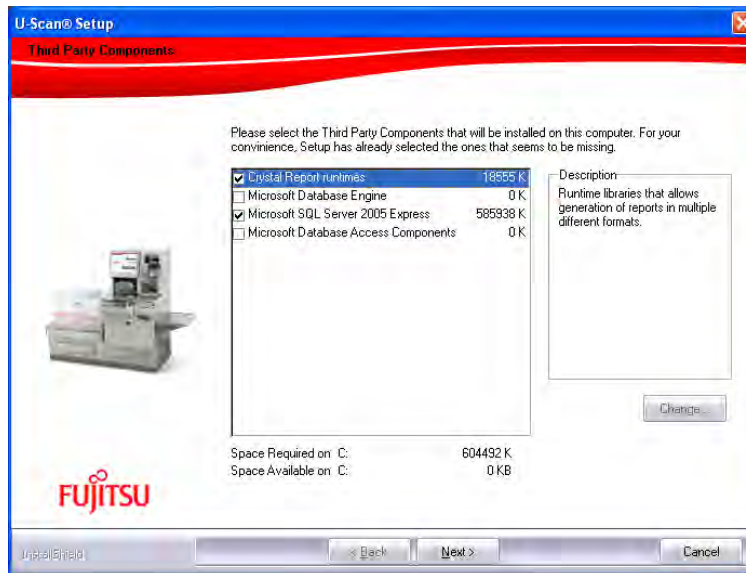 U-Scan® Setup
Third Party Components
Please select the Third Party Components that will be installed on this computer. For your
convinience, Setup has already selected the ones that seems to be missing.
Crystal Report runtimes 18555 K
Microsoft Database Engine 0 K
Microsoft SQL Server 2005 Express 585938 K
Microsoft Database Access Components 0 K
Description
Runtime libraries that allows
generation of reports in multiple
different formats.
Change...
Space Required on C: 604492 K
Space Available on C: 0 KB
FUJITSU
InstallShield
< Back
Next >
Cancel